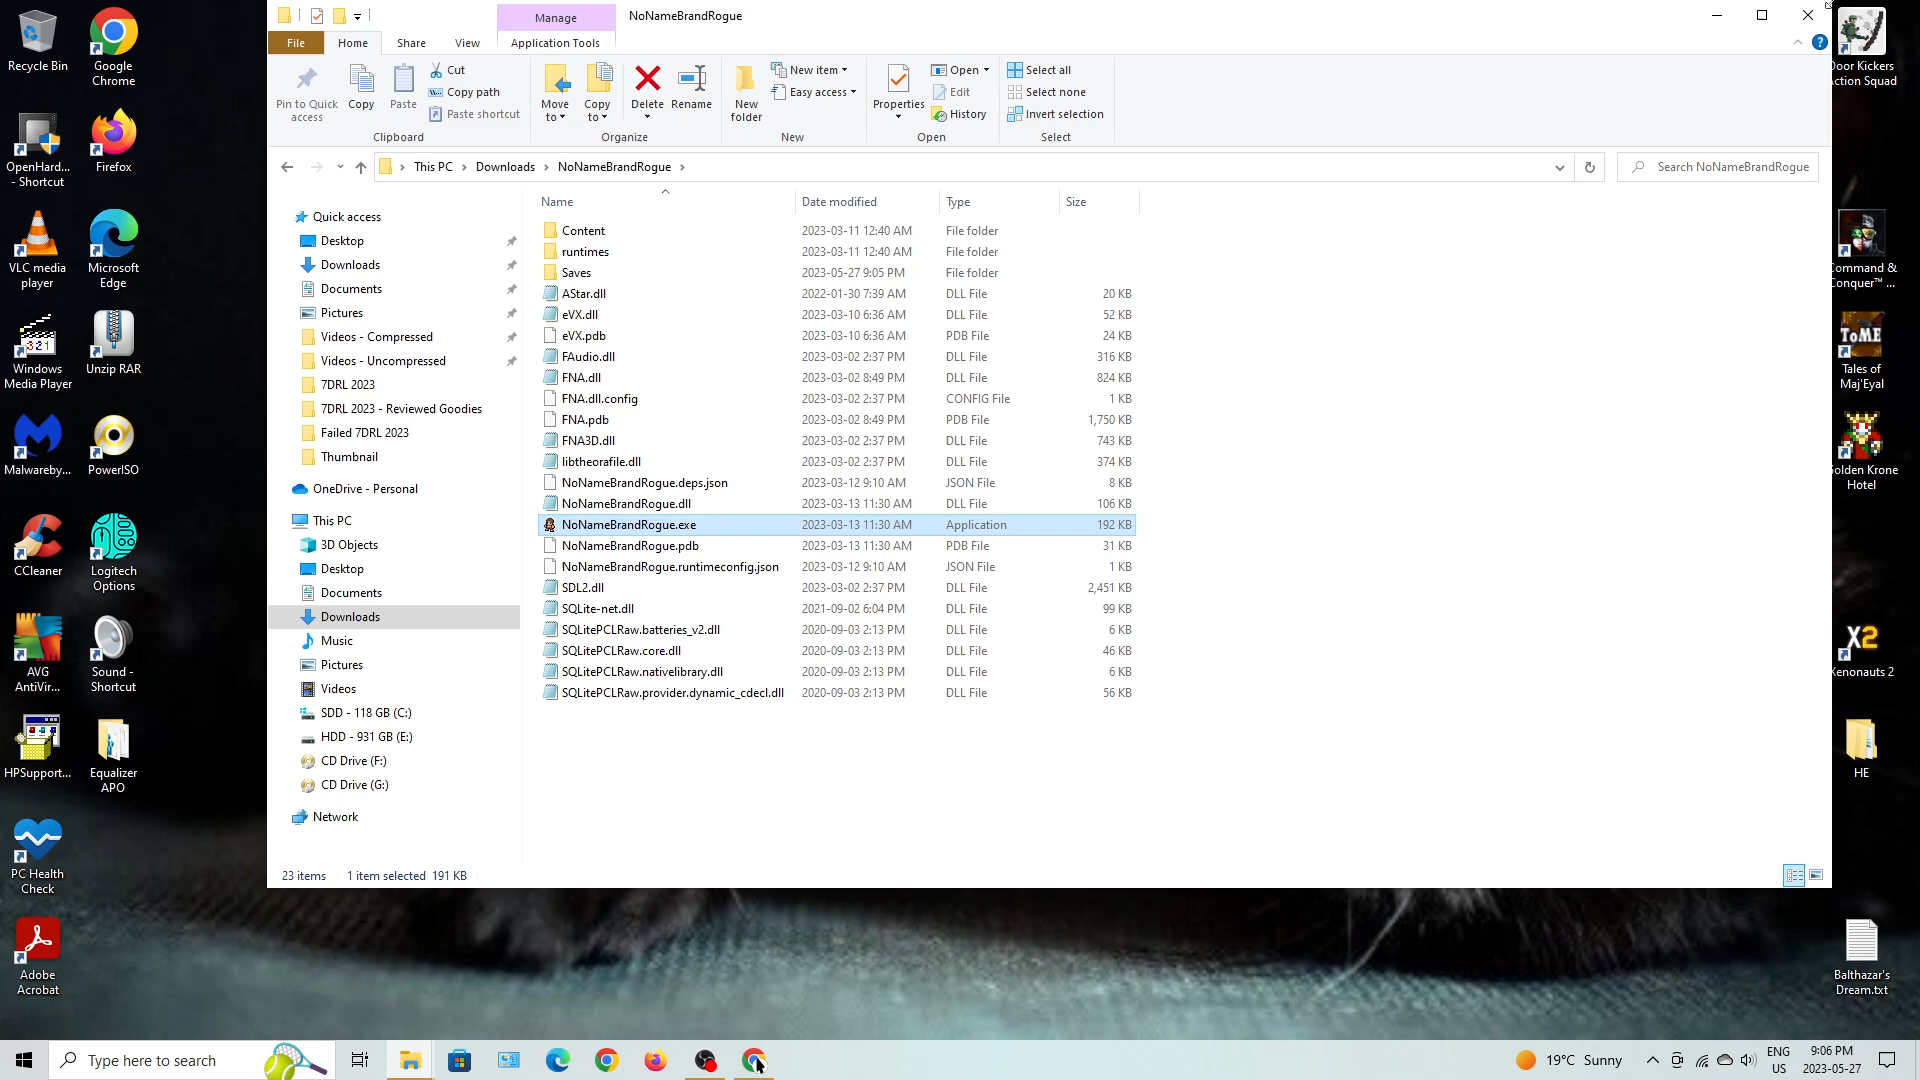 Manage
NoNameBrandRogue
File
Home
Share
View
Application Tools
Pin to Quick access
Copy
Paste
Cut
Copy path
Paste shortcut
Clipboard
Move to
Copy to
Delete
Rename
Organize
New folder
New item
Easy access
New
Properties
Open
Edit
History
Open
Select all
Select none
Invert selection
Select
This PC
Downloads
NoNameBrandRogue
Search NoNameBrandRogue
Quick access
Desktop
Downloads
Documents
Pictures
Videos - Compressed
Videos - Uncompressed
7DRL 2023
7DRL 2023 - Reviewed Goodies
Failed 7DRL 2023
Thumbnail
OneDrive - Personal
This PC
3D Objects
Desktop
Documents
Downloads
Music
Pictures
Videos
SDD - 118 GB (C:)
HDD - 931 GB (E:)
CD Drive (F:)
CD Drive (G:)
Network
Name Date modified Type Size
Content 2023-03-11 12:40 AM File folder
runtimes 2023-03-11 12:40 AM File folder
Saves 2023-05-27 9:05 PM File folder
AStar.dll 2022-01-30 7:39 AM DLL File 20 KB
eVX.dll 2023-03-10 6:36 AM DLL File 52 KB
eVX.pdb 2023-03-10 6:36 AM PDB File 24 KB
FAudio.dll 2023-03-02 2:37 PM DLL File 316 KB
FNA.dll 2023-03-02 8:49 PM DLL File 824 KB
FNA.dll.config 2023-03-02 2:37 PM CONFIG File 1 KB
FNA.pdb 2023-03-02 8:49 PM PDB File 1,750 KB
FNA3D.dll 2023-03-02 2:37 PM DLL File 743 KB
libtheorafile.dll 2023-03-02 2:37 PM DLL File 374 KB
NoNameBrandRogue.deps.json 2023-03-12 9:10 AM JSON File 8 KB
NoNameBrandRogue.dll 2023-03-13 11:30 AM DLL File 106 KB
NoNameBrandRogue.exe 2023-03-13 11:30 AM Application 192 KB
NoNameBrandRogue.pdb 2023-03-13 11:30 AM PDB File 31 KB
NoNameBrandRogue.runtimeconfig.json 2023-03-12 9:10 AM JSON File 1 KB
SDL2.dll 2023-03-02 2:37 PM DLL File 2,451 KB
SQLite-net.dll 2021-09-02 6:04 PM DLL File 99 KB
SQLitePCLRaw.batteries_v2.dll 2020-09-03 2:13 PM DLL File 6 KB
SQLitePCLRaw.core.dll 2020-09-03 2:13 PM DLL File 46 KB
SQLitePCLRaw.nativelibrary.dll 2020-09-03 2:13 PM DLL File 6 KB
SQLitePCLRaw.provider.dynamic_cdecl.dll 2020-09-03 2:13 PM DLL File 56 KB
23 items 1 item selected 191 KB
Recycle Bin
Google
Chrome
OpenHard...
- Shortcut
Firefox
VLC media
player
Microsoft
Edge
Windows
Media Player
Unzip RAR
Malwareby...
PowerISO
CCleaner
Logitech
Options
AVG
AntiVir...
Sound -
Shortcut
HPSupport...
Equalizer
APO
PC Health
Check
Adobe
Acrobat
Door Kickers
Action Squad
Command &
Conquer™ ...
ToME
Tales of
Maj'Eyal
Golden Krone
Hotel
X2
Xenonauts 2
HE
Balthazar's
Dream.txt
Type here to search
19°C Sunny
ENG
US
9:06 PM
2023-05-27